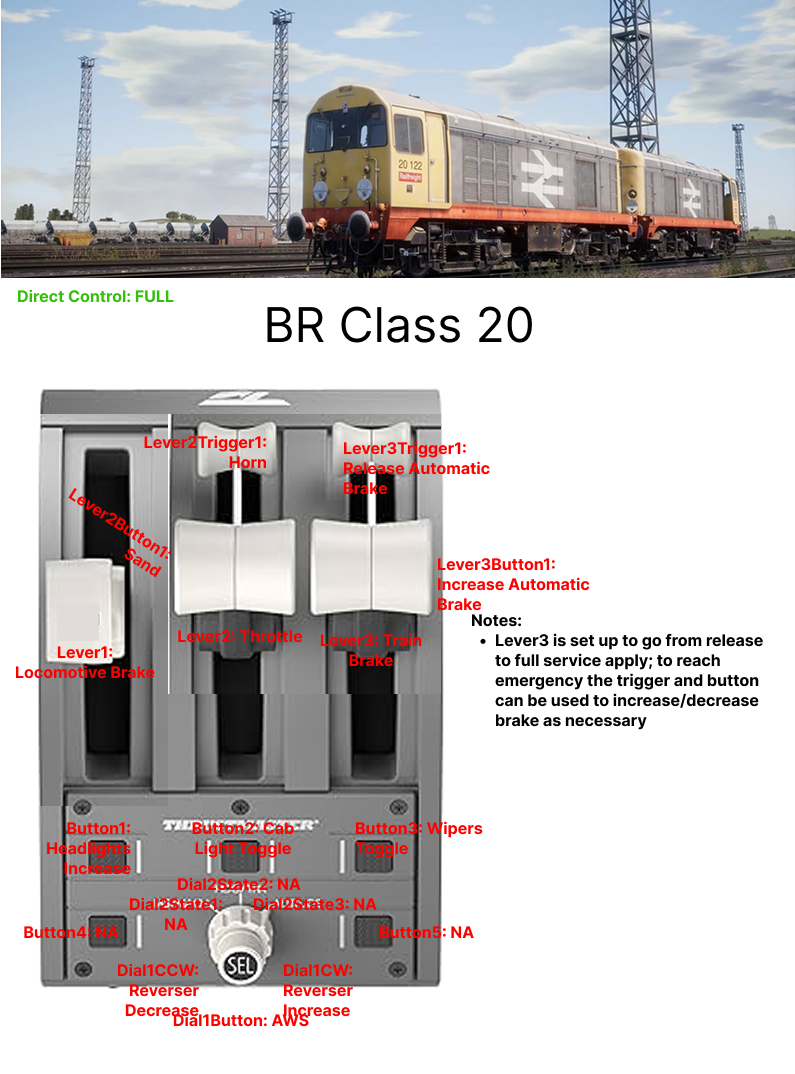 20 122
Railfreight
Direct Control: FULL
BR Class 20
Lever2Trigger1:
Horn
Lever3Trigger1:
Release Automatic
Brake
Lever2Button1:
Sand
Lever3Button1:
Increase Automatic
Brake
Notes:
• Lever3 is set up to go from release
to full service apply; to reach
emergency the trigger and button
can be used to increase/decrease
brake as necessary
Lever2: Throttle
Lever3: Train
Brake
Lever1:
Locomotive Brake
THRUSTMASTER
Button1:
Headlights
Increase
Button2: Cab
Light Toggle
Button3: Wipers
Toggle
Dial2State2: NA
Dial2State1:
NA
Dial2State3: NA
Button4: NA
Button5: NA
SEL
Dial1CCW:
Reverser
Decrease
Dial1CW:
Reverser
Increase
Dial1Button: AWS